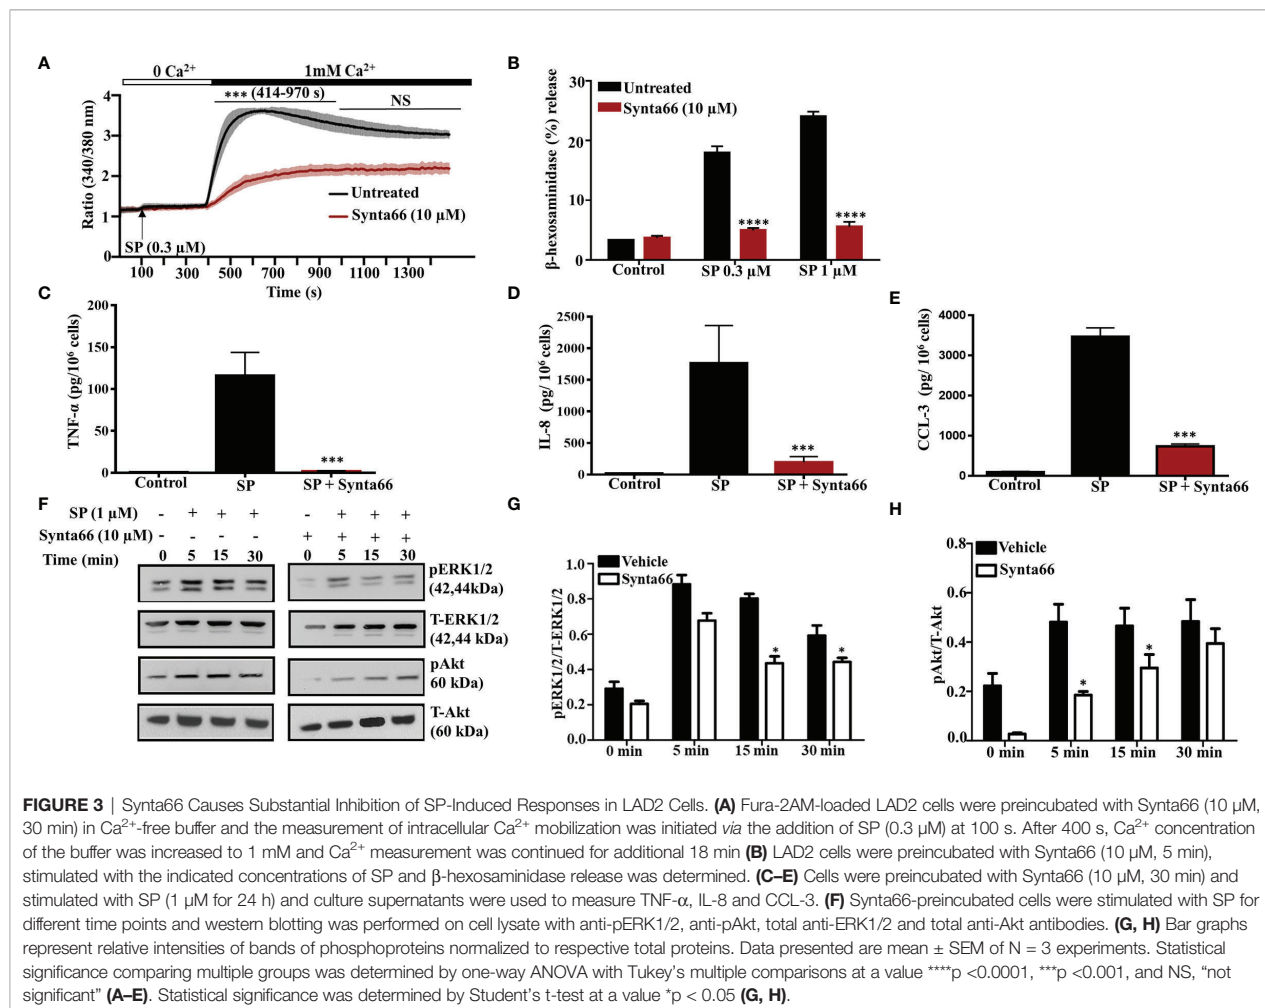 A
0 Ca2+
1mM Ca2+
*** (414-970 s)
NS
Ratio (340/380 nm)
4
3
2
1
0
Untreated
Synta66 (10 µM)
SP (0.3 µM)
100 300 500 700 900 1100 1300
Time (s)
B
Untreated
Synta66 (10 µM)
β-hexosaminidase (%) release
30
20
10
0
****
****
Control SP 0.3 µM SP 1 µM
C
TNF-α (pg/10^6 cells)
200
150
100
50
0
***
Control SP SP + Synta66
D
IL-8 (pg/ 10^6 cells)
2500
2000
1500
1000
500
0
***
Control SP SP + Synta66
E
CCL-3 (pg/ 10^6 cells)
4000
3000
2000
1000
0
***
Control SP SP + Synta66
F
SP (1 µM) - + + + - + + +
Synta66 (10 µM) - - - - + + + +
Time (min) 0 5 15 30 0 5 15 30
pERK1/2
(42,44kDa)
T-ERK1/2
(42,44 kDa)
pAkt
60 kDa)
T-Akt
(60 kDa)
G
Vehicle
Synta66
pERK1/2/T-ERK1/2
1.0
0.8
0.6
0.4
0.2
0.0
*
*
0 min 5 min 15 min 30 min
H
Vehicle
Synta66
pAkt/T-Akt
0.6
0.4
0.2
0.0
*
*
0 min 5 min 15 min 30 min
FIGURE 3 | Synta66 Causes Substantial Inhibition of SP-Induced Responses in LAD2 Cells. (A) Fura-2AM-loaded LAD2 cells were preincubated with Synta66 (10 µM,
30 min) in Ca2+-free buffer and the measurement of intracellular Ca2+ mobilization was initiated via the addition of SP (0.3 µM) at 100 s. After 400 s, Ca2+ concentration
of the buffer was increased to 1 mM and Ca2+ measurement was continued for additional 18 min (B) LAD2 cells were preincubated with Synta66 (10 µM, 5 min),
stimulated with the indicated concentrations of SP and β-hexosaminidase release was determined. (C–E) Cells were preincubated with Synta66 (10 µM, 30 min) and
stimulated with SP (1 µM for 24 h) and culture supernatants were used to measure TNF-α, IL-8 and CCL-3. (F) Synta66-preincubated cells were stimulated with SP for
different time points and western blotting was performed on cell lysate with anti-pERK1/2, anti-pAkt, total anti-ERK1/2 and total anti-Akt antibodies. (G, H) Bar graphs
represent relative intensities of bands of phosphoproteins normalized to respective total proteins. Data presented are mean ± SEM of N = 3 experiments. Statistical
significance comparing multiple groups was determined by one-way ANOVA with Tukey's multiple comparisons at a value ****p <0.0001, ***p <0.001, and NS, “not
significant” (A–E). Statistical significance was determined by Student's t-test at a value *p < 0.05 (G, H).